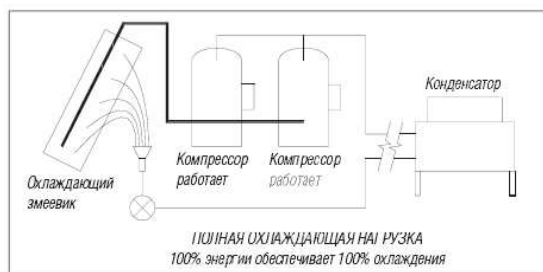 Конденсатор
Компрессор
работает
Компрессор
работает
Охлаждающий
змеевик
ПОЛНАЯ ОХЛАЖДАЮЩАЯ НАГРУЗКА
100% энергии обеспечивает 100% охлаждения